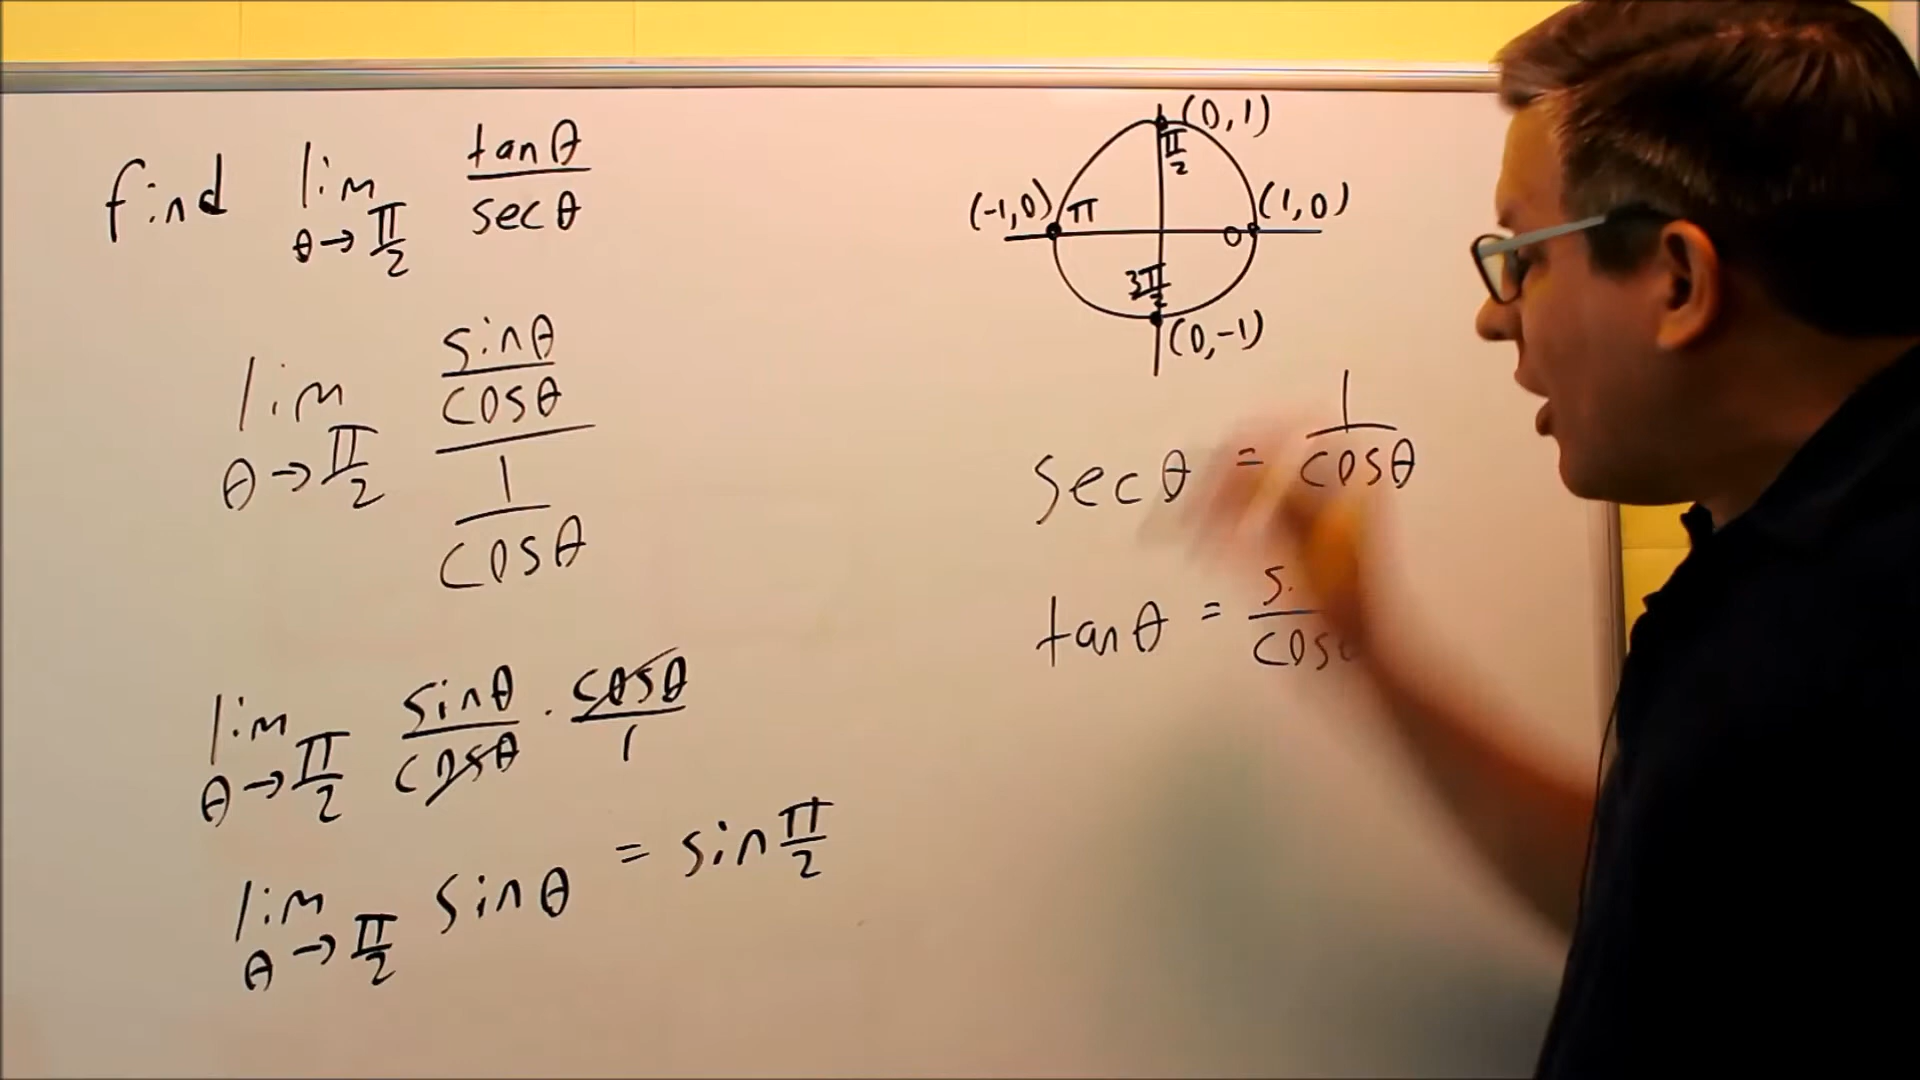 find lim θ→π/2 tanθ/secθ
lim θ→π/2 (sinθ/cosθ)/(1/cosθ)
lim θ→π/2 sinθ/cosθ · cosθ/1
lim θ→π/2 sinθ = sin π/2
(0,1)
π/2
(-1,0) π
(1,0)
0
3π/2
(0,-1)
secθ = 1/cosθ
tanθ = s /cos